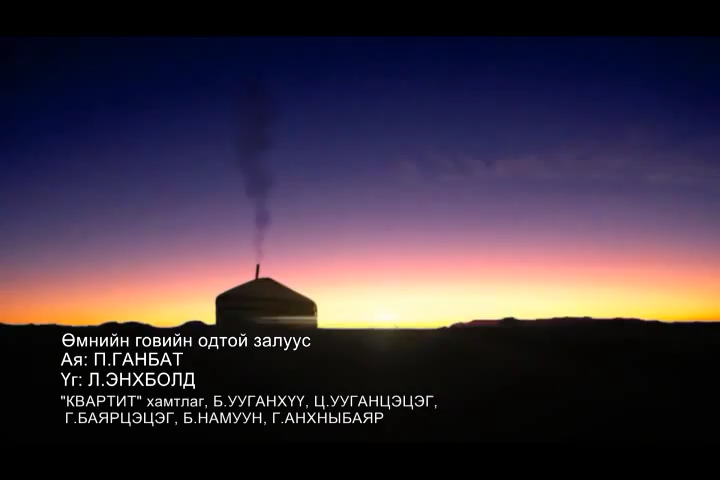 Өмнийн говийн одтой залуус
Ая: П.ГАНБАТ
Үг: Л.ЭНХБОЛД
"КВАРТИТ" хамтлаг, Б.УУГАНХҮҮ, Ц.УУГАНЦЭЦЭГ,
Г.БАЯРЦЭЦЭГ, Б.НАМУУН, Г.АНХНЫБАЯР